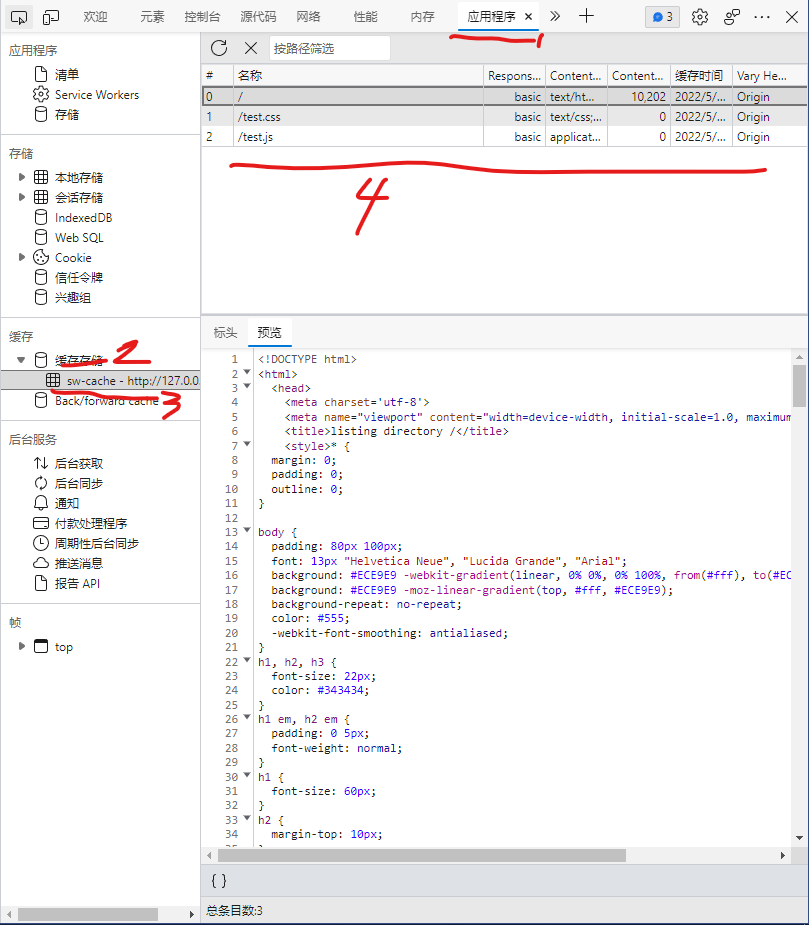 欢迎 元素 控制台 源代码 网络 性能 内存 应用程序 3
1
应用程序
清单
Service Workers
存储
存储
本地存储
会话存储
IndexedDB
Web SQL
Cookie
信任令牌
兴趣组
缓存
缓存存储 2
sw-cache - http://127.0.0
Back/forward cache 3
后台服务
后台获取
后台同步
通知
付款处理程序
周期性后台同步
推送消息
报告 API
帧
top
按路径筛选
# 名称 Respons... Content... Content... 缓存时间 Vary He...
0 / basic text/ht... 10,202 2022/5/... Origin
1 /test.css basic text/css;... 0 2022/5/... Origin
2 /test.js basic applicat... 0 2022/5/... Origin
4
标头 预览
1 <!DOCTYPE html>
2 <html>
3 <head>
4 <meta charset='utf-8'>
5 <meta name="viewport" content="width=device-width, initial-scale=1.0, maximum
6 <title>listing directory /</title>
7 <style>* {
8 margin: 0;
9 padding: 0;
10 outline: 0;
11 }
12
13 body {
14 padding: 80px 100px;
15 font: 13px "Helvetica Neue", "Lucida Grande", "Arial";
16 background: #ECE9E9 -webkit-gradient(linear, 0% 0%, 0% 100%, from(#fff), to(#EC
17 background: #ECE9E9 -moz-linear-gradient(top, #fff, #ECE9E9);
18 background-repeat: no-repeat;
19 color: #555;
20 -webkit-font-smoothing: antialiased;
21 }
22 h1, h2, h3 {
23 font-size: 22px;
24 color: #343434;
25 }
26 h1 em, h2 em {
27 padding: 0 5px;
28 font-weight: normal;
29 }
30 h1 {
31 font-size: 60px;
32 }
33 h2 {
34 margin-top: 10px;
{ }
总条目数:3